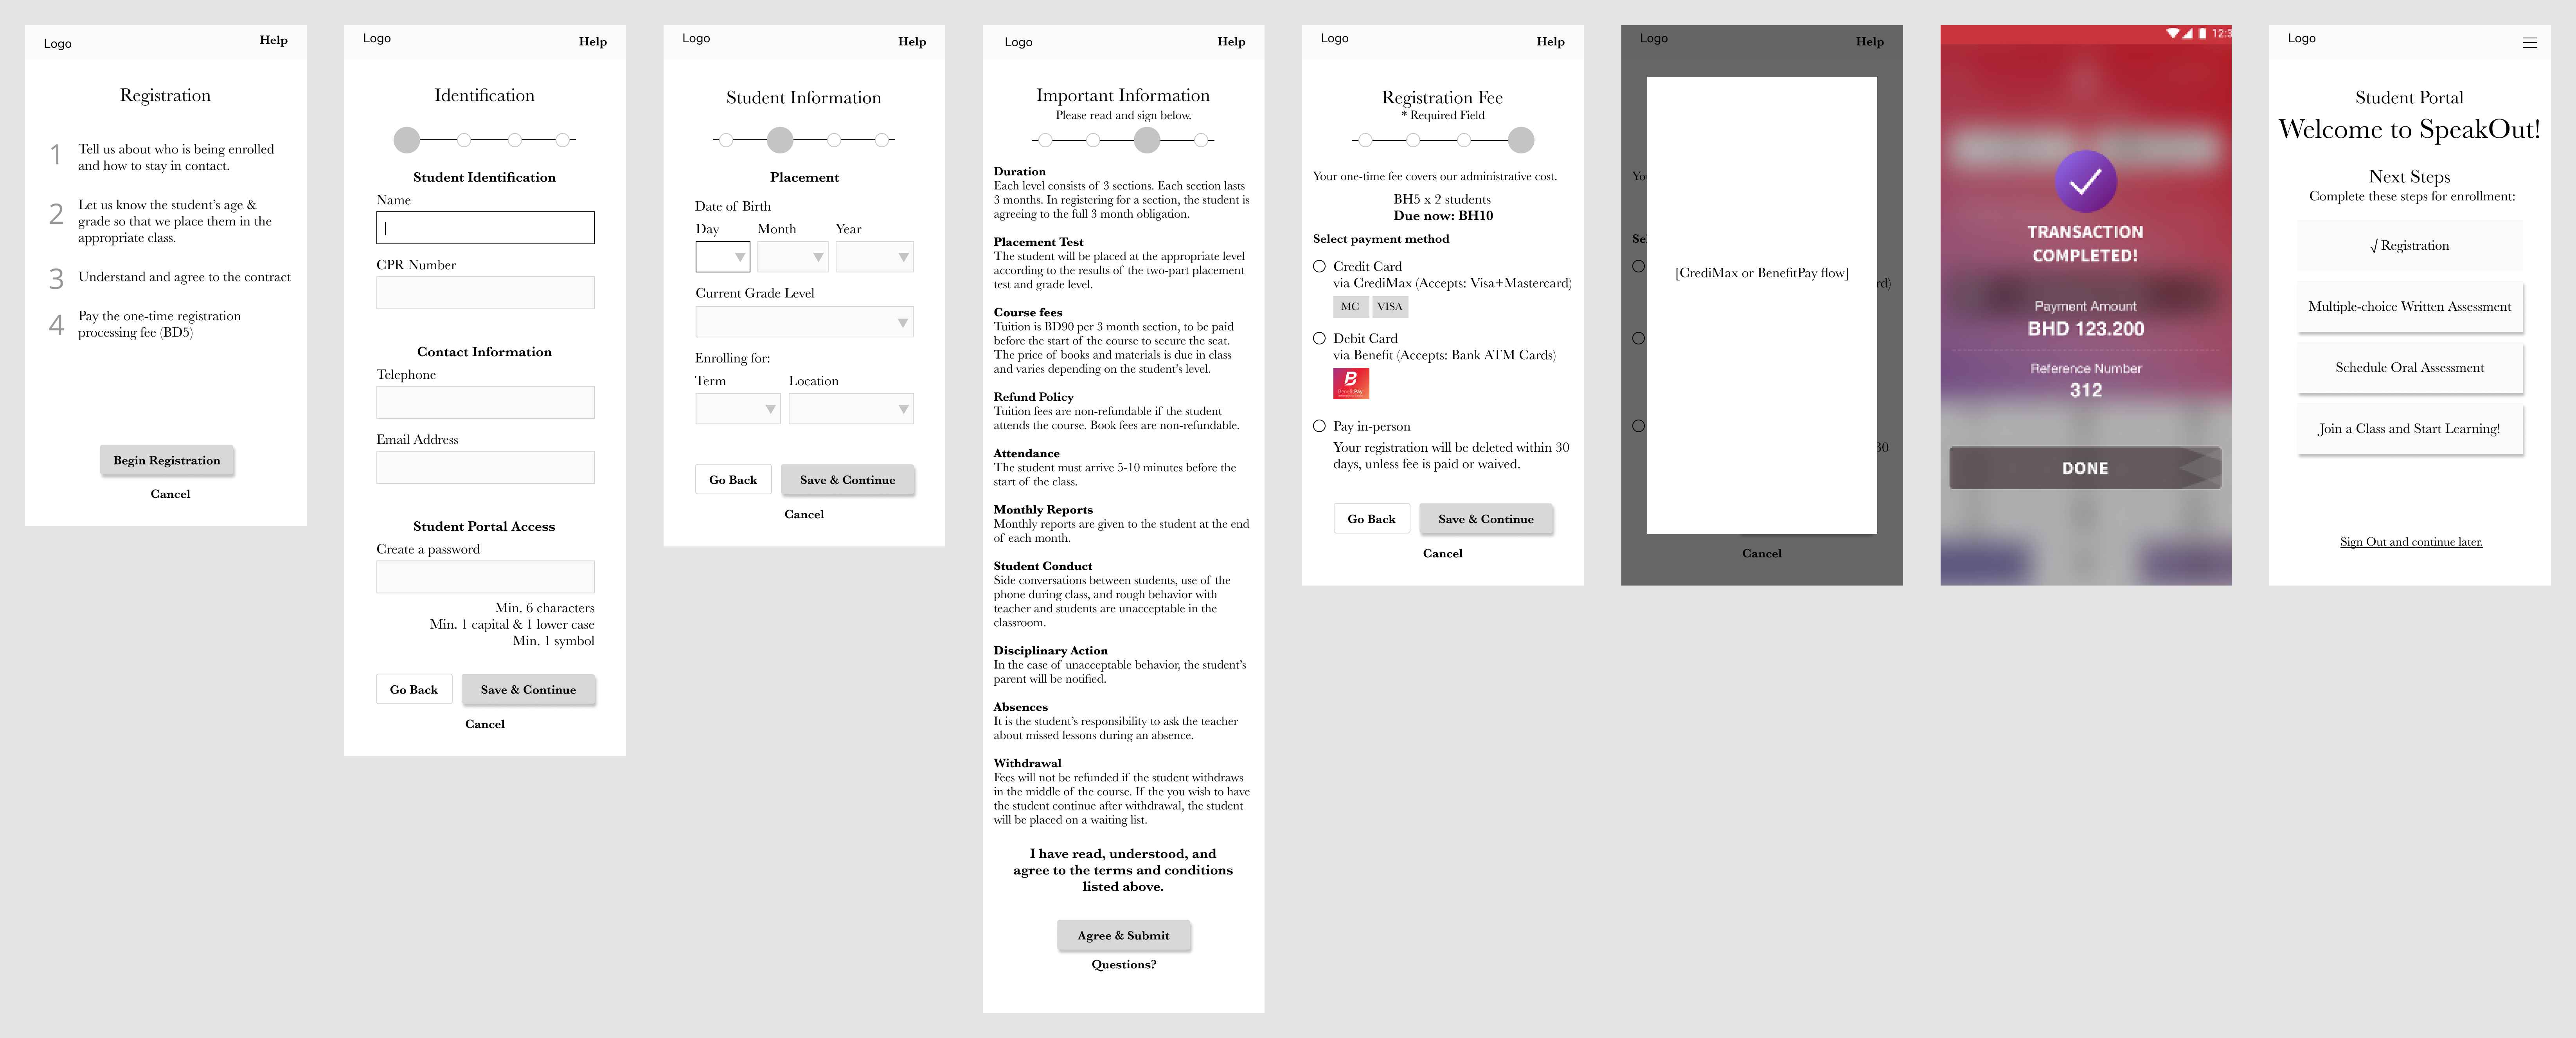 Logo
Help
Registration
1
Tell us about who is being enrolled
and how to stay in contact.
2
Let us know the student's age &
grade so that we place them in the
appropriate class.
3
Understand and agree to the contract
4
Pay the one-time registration
processing fee (BD5)
Begin Registration
Cancel
Logo
Help
Identification
Student Identification
Name
CPR Number
Contact Information
Telephone
Email Address
Student Portal Access
Create a password
Min. 6 characters
Min. 1 capital & 1 lower case
Min. 1 symbol
Go Back
Save & Continue
Cancel
Logo
Help
Student Information
Placement
Date of Birth
Day Month Year
Current Grade Level
Enrolling for:
Term Location
Go Back
Save & Continue
Cancel
Logo
Help
Important Information
Please read and sign below.
Duration
Each level consists of 3 sections. Each section lasts
3 months. In registering for a section, the student is
agreeing to the full 3 month obligation.
Placement Test
The student will be placed at the appropriate level
according to the results of the two-part placement
test and grade level.
Course fees
Tuition is BD90 per 3 month section, to be paid
before the start of the course to secure the seat.
The price of books and materials is due in class
and varies depending on the student's level.
Refund Policy
Tuition fees are non-refundable if the student
attends the course. Book fees are non-refundable.
Attendance
The student must arrive 5-10 minutes before the
start of the class.
Monthly Reports
Monthly reports are given to the student at the end
of each month.
Student Conduct
Side conversations between students, use of the
phone during class, and rough behavior with
teacher and students are unacceptable in the
classroom.
Disciplinary Action
In the case of unacceptable behavior, the student's
parent will be notified.
Absences
It is the student's responsibility to ask the teacher
about missed lessons during an absence.
Withdrawal
Fees will not be refunded if the student withdraws
in the middle of the course. If the you wish to have
the student continue after withdrawal, the student
will be placed on a waiting list.
I have read, understood, and
agree to the terms and conditions
listed above.
Agree & Submit
Questions?
Logo
Help
Registration Fee
* Required Field
Your one-time fee covers our administrative cost.
BH5 x 2 students
Due now: BH10
Select payment method
Credit Card
via CrediMax (Accepts: Visa+Mastercard)
MC VISA
Debit Card
via Benefit (Accepts: Bank ATM Cards)
B
BenefitPay
Pay in-person
Your registration will be deleted within 30
days, unless fee is paid or waived.
Go Back
Save & Continue
Cancel
Logo
Help
You
Sel
rd)
30
[CrediMax or BenefitPay flow]
Cancel
12:3
TRANSACTION
COMPLETED!
Payment Amount
BHD 123.200
Reference Number
312
DONE
Logo
Student Portal
Welcome to SpeakOut!
Next Steps
Complete these steps for enrollment:
√ Registration
Multiple-choice Written Assessment
Schedule Oral Assessment
Join a Class and Start Learning!
Sign Out and continue later.